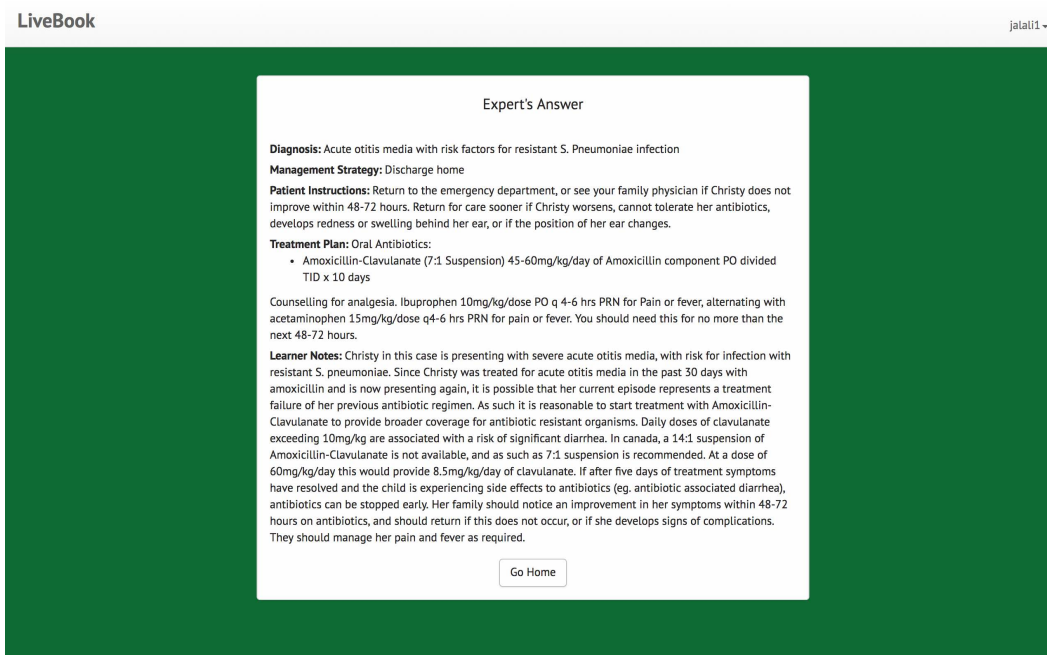 LiveBook
jalali1
Expert's Answer
Diagnosis: Acute otitis media with risk factors for resistant S. Pneumoniae infection
Management Strategy: Discharge home
Patient Instructions: Return to the emergency department, or see your family physician if Christy does not
improve within 48-72 hours. Return for care sooner if Christy worsens, cannot tolerate her antibiotics,
develops redness or swelling behind her ear, or if the position of her ear changes.
Treatment Plan: Oral Antibiotics:
• Amoxicillin-Clavulanate (7:1 Suspension) 45-60mg/kg/day of Amoxicillin component PO divided
TID x 10 days
Counselling for analgesia. Ibuprophen 10mg/kg/dose PO q 4-6 hrs PRN for Pain or fever, alternating with
acetaminophen 15mg/kg/dose q4-6 hrs PRN for pain or fever. You should need this for no more than the
next 48-72 hours.
Learner Notes: Christy in this case is presenting with severe acute otitis media, with risk for infection with
resistant S. pneumoniae. Since Christy was treated for acute otitis media in the past 30 days with
amoxicillin and is now presenting again, it is possible that her current episode represents a treatment
failure of her previous antibiotic regimen. As such it is reasonable to start treatment with Amoxicillin-
Clavulanate to provide broader coverage for antibiotic resistant organisms. Daily doses of clavulanate
exceeding 10mg/kg are associated with a risk of significant diarrhea. In canada, a 14:1 suspension of
Amoxicillin-Clavulanate is not available, and as such as 7:1 suspension is recommended. At a dose of
60mg/kg/day this would provide 8.5mg/kg/day of clavulanate. If after five days of treatment symptoms
have resolved and the child is experiencing side effects to antibiotics (eg. antibiotic associated diarrhea),
antibiotics can be stopped early. Her family should notice an improvement in her symptoms within 48-72
hours on antibiotics, and should return if this does not occur, or if she develops signs of complications.
They should manage her pain and fever as required.
Go Home